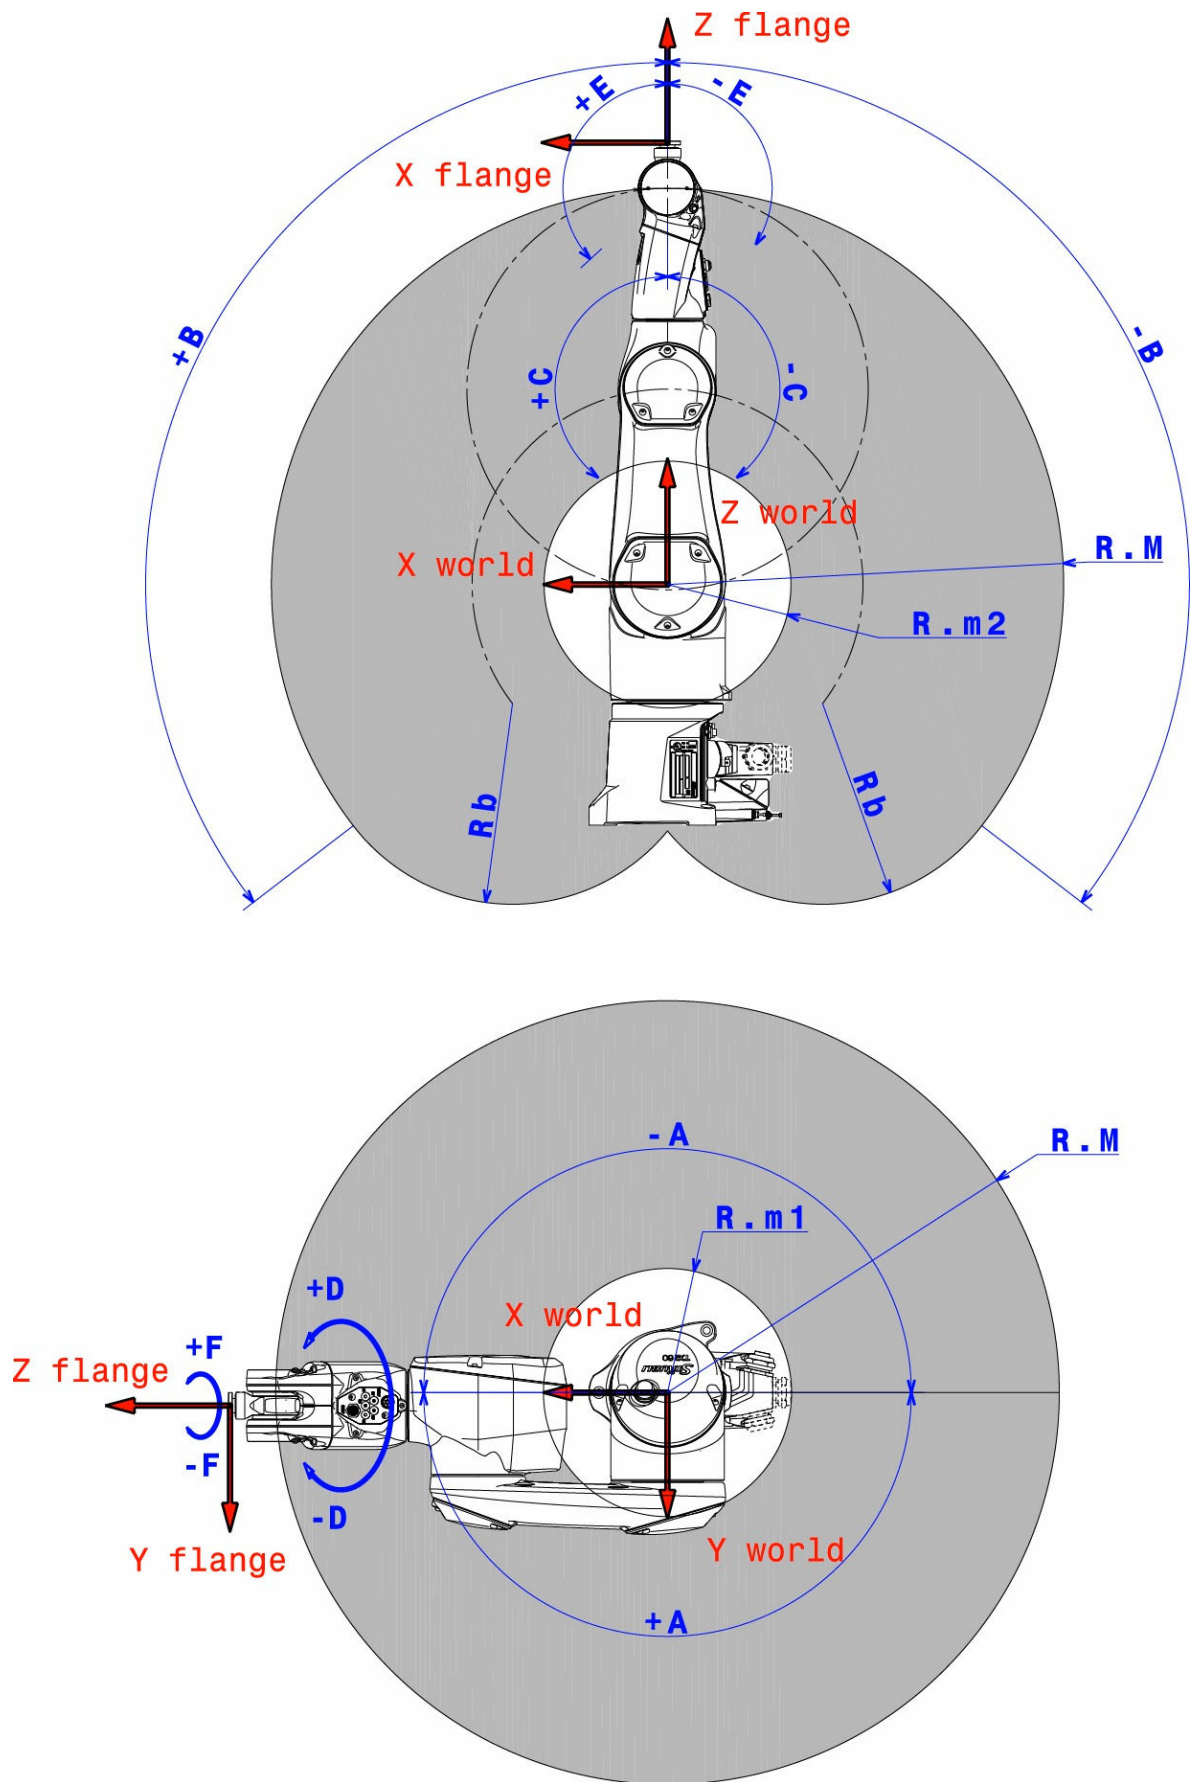 Z flange
+E
-E
X flange
+B
-B
+C
-C
Z world
X world
R.M
R.m2
Rb
Rb
-A
R.M
R.m1
+D
X world
+F
Z flange
-F
-D
Y flange
Y world
+A